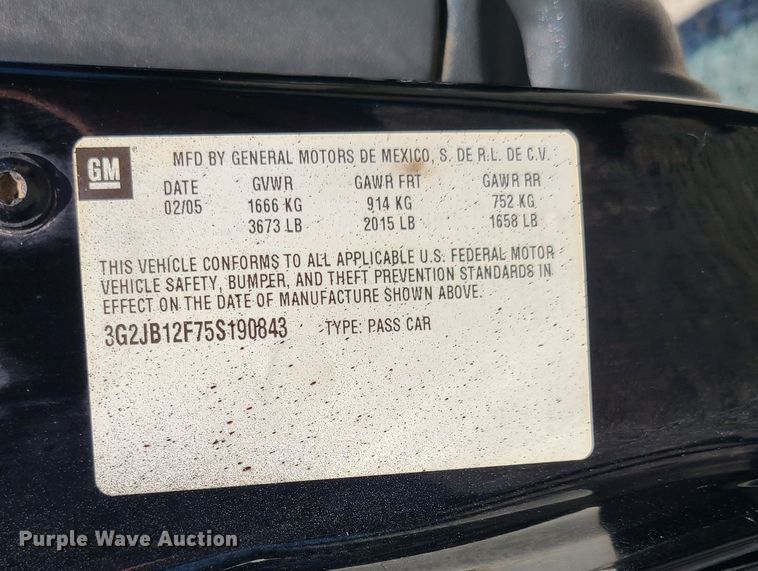 GM
MFD BY GENERAL MOTORS DE MEXICO, S. DE R.L. DE C.V.
DATE GVWR GAWR FRT GAWR RR
02/05 1666 KG 914 KG 752 KG
3673 LB 2015 LB 1658 LB
THIS VEHICLE CONFORMS TO ALL APPLICABLE U.S. FEDERAL MOTOR
VEHICLE SAFETY, BUMPER, AND THEFT PREVENTION STANDARDS IN
EFFECT ON THE DATE OF MANUFACTURE SHOWN ABOVE.
3G2JB12F75S190843 TYPE: PASS CAR
Purple Wave Auction®